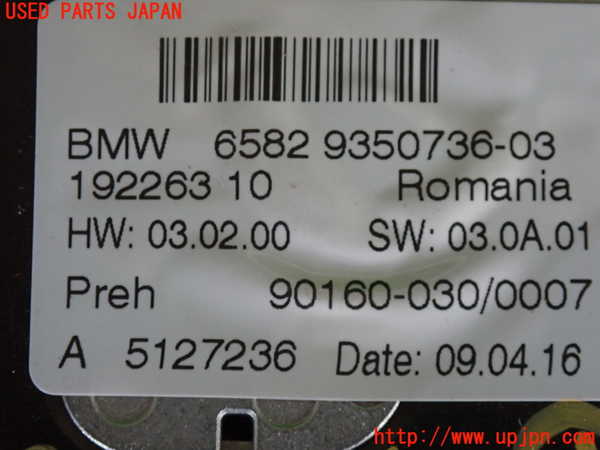 USED PARTS JAPAN
BMW 6582 9350736-03
192263 10 Romania
HW: 03.02.00 SW: 03.0A.01
Preh 90160-030/0007
A 5127236 Date: 09.04.16
http://www.upjpn.com/